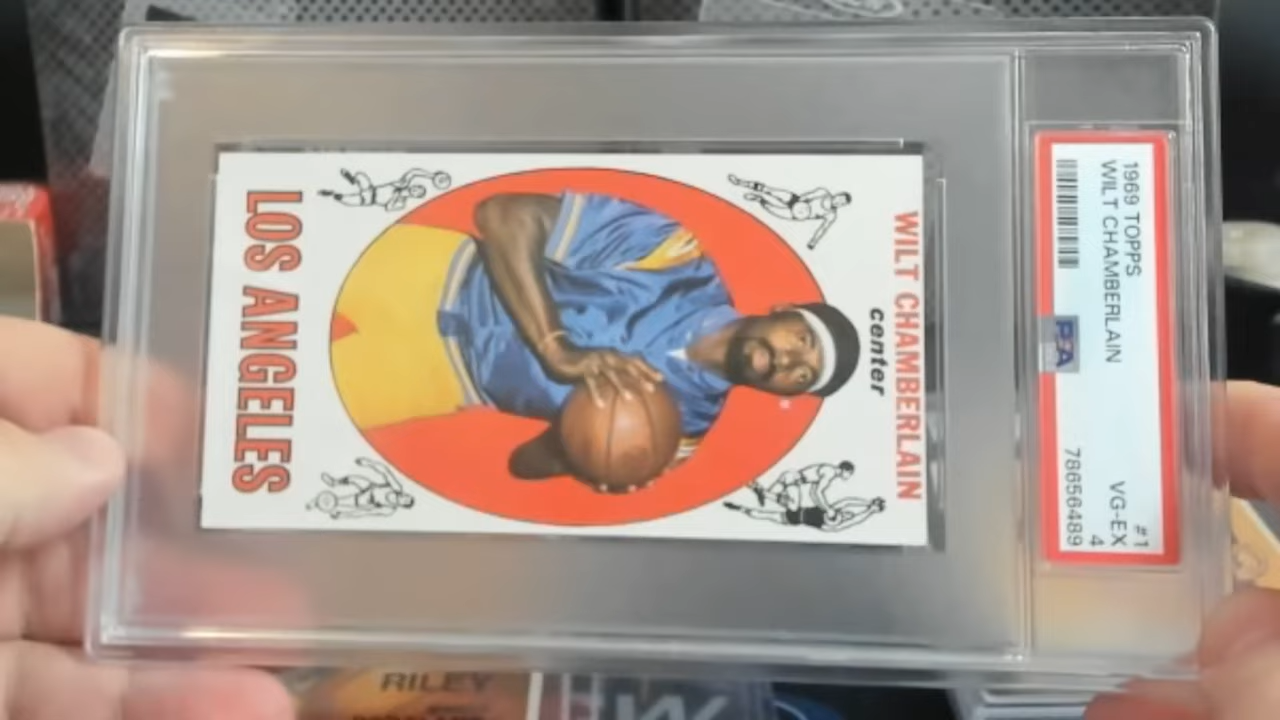 1969 TOPPS
WILT CHAMBERLAIN
#1
VG-EX
4
PSA
78656489
WILT CHAMBERLAIN
center
LOS ANGELES
RILEY